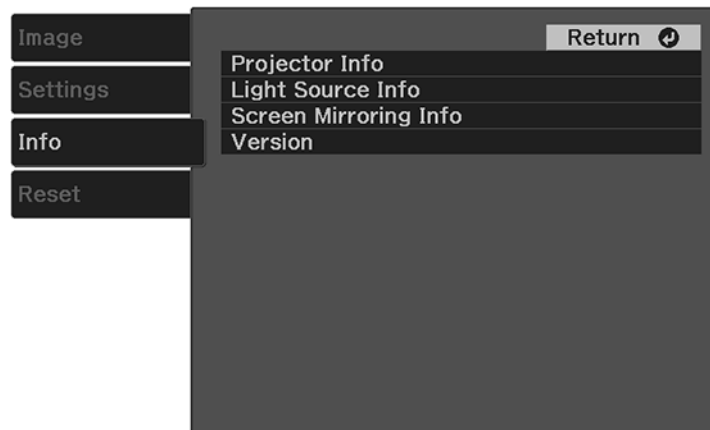 Image
Settings
Info
Reset
Return
Projector Info
Light Source Info
Screen Mirroring Info
Version